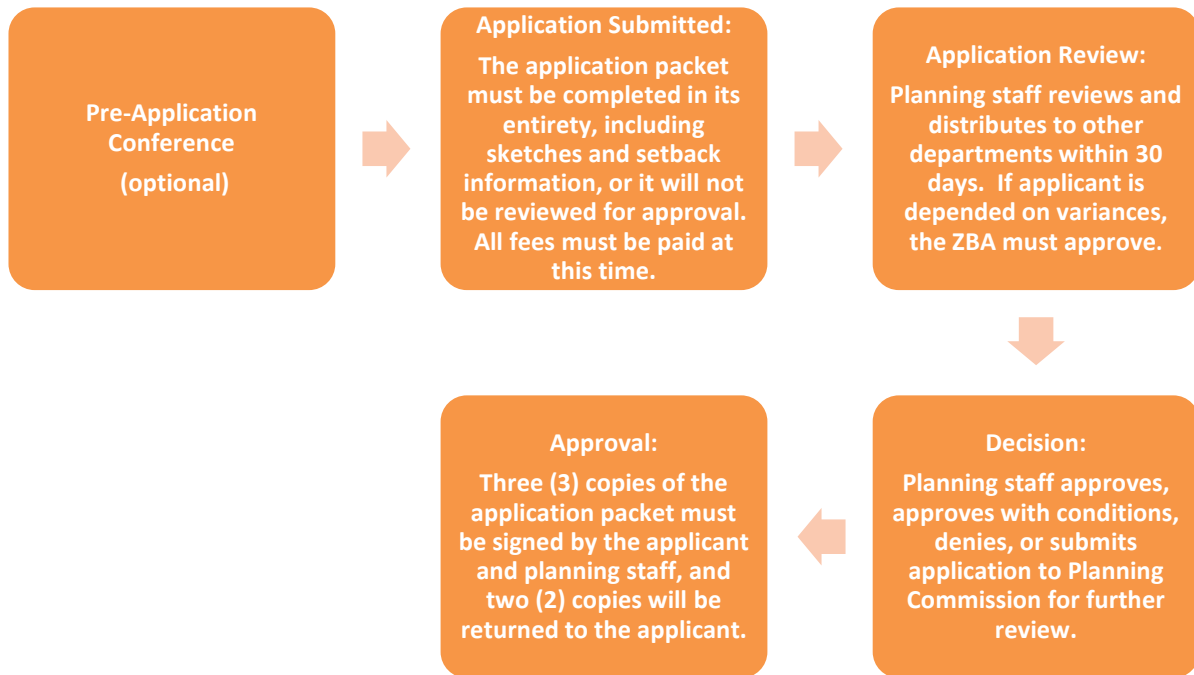 Pre-Application
Conference
(optional)
Application Submitted:
The application packet
must be completed in its
entirety, including
sketches and setback
information, or it will not
be reviewed for approval.
All fees must be paid at
this time.
Application Review:
Planning staff reviews and
distributes to other
departments within 30
days.  If applicant is
depended on variances,
the ZBA must approve.
Decision:
Planning staff approves,
approves with conditions,
denies, or submits
application to Planning
Commission for further
review.
Approval:
Three (3) copies of the
application packet must
be signed by the applicant
and planning staff, and
two (2) copies will be
returned to the applicant.